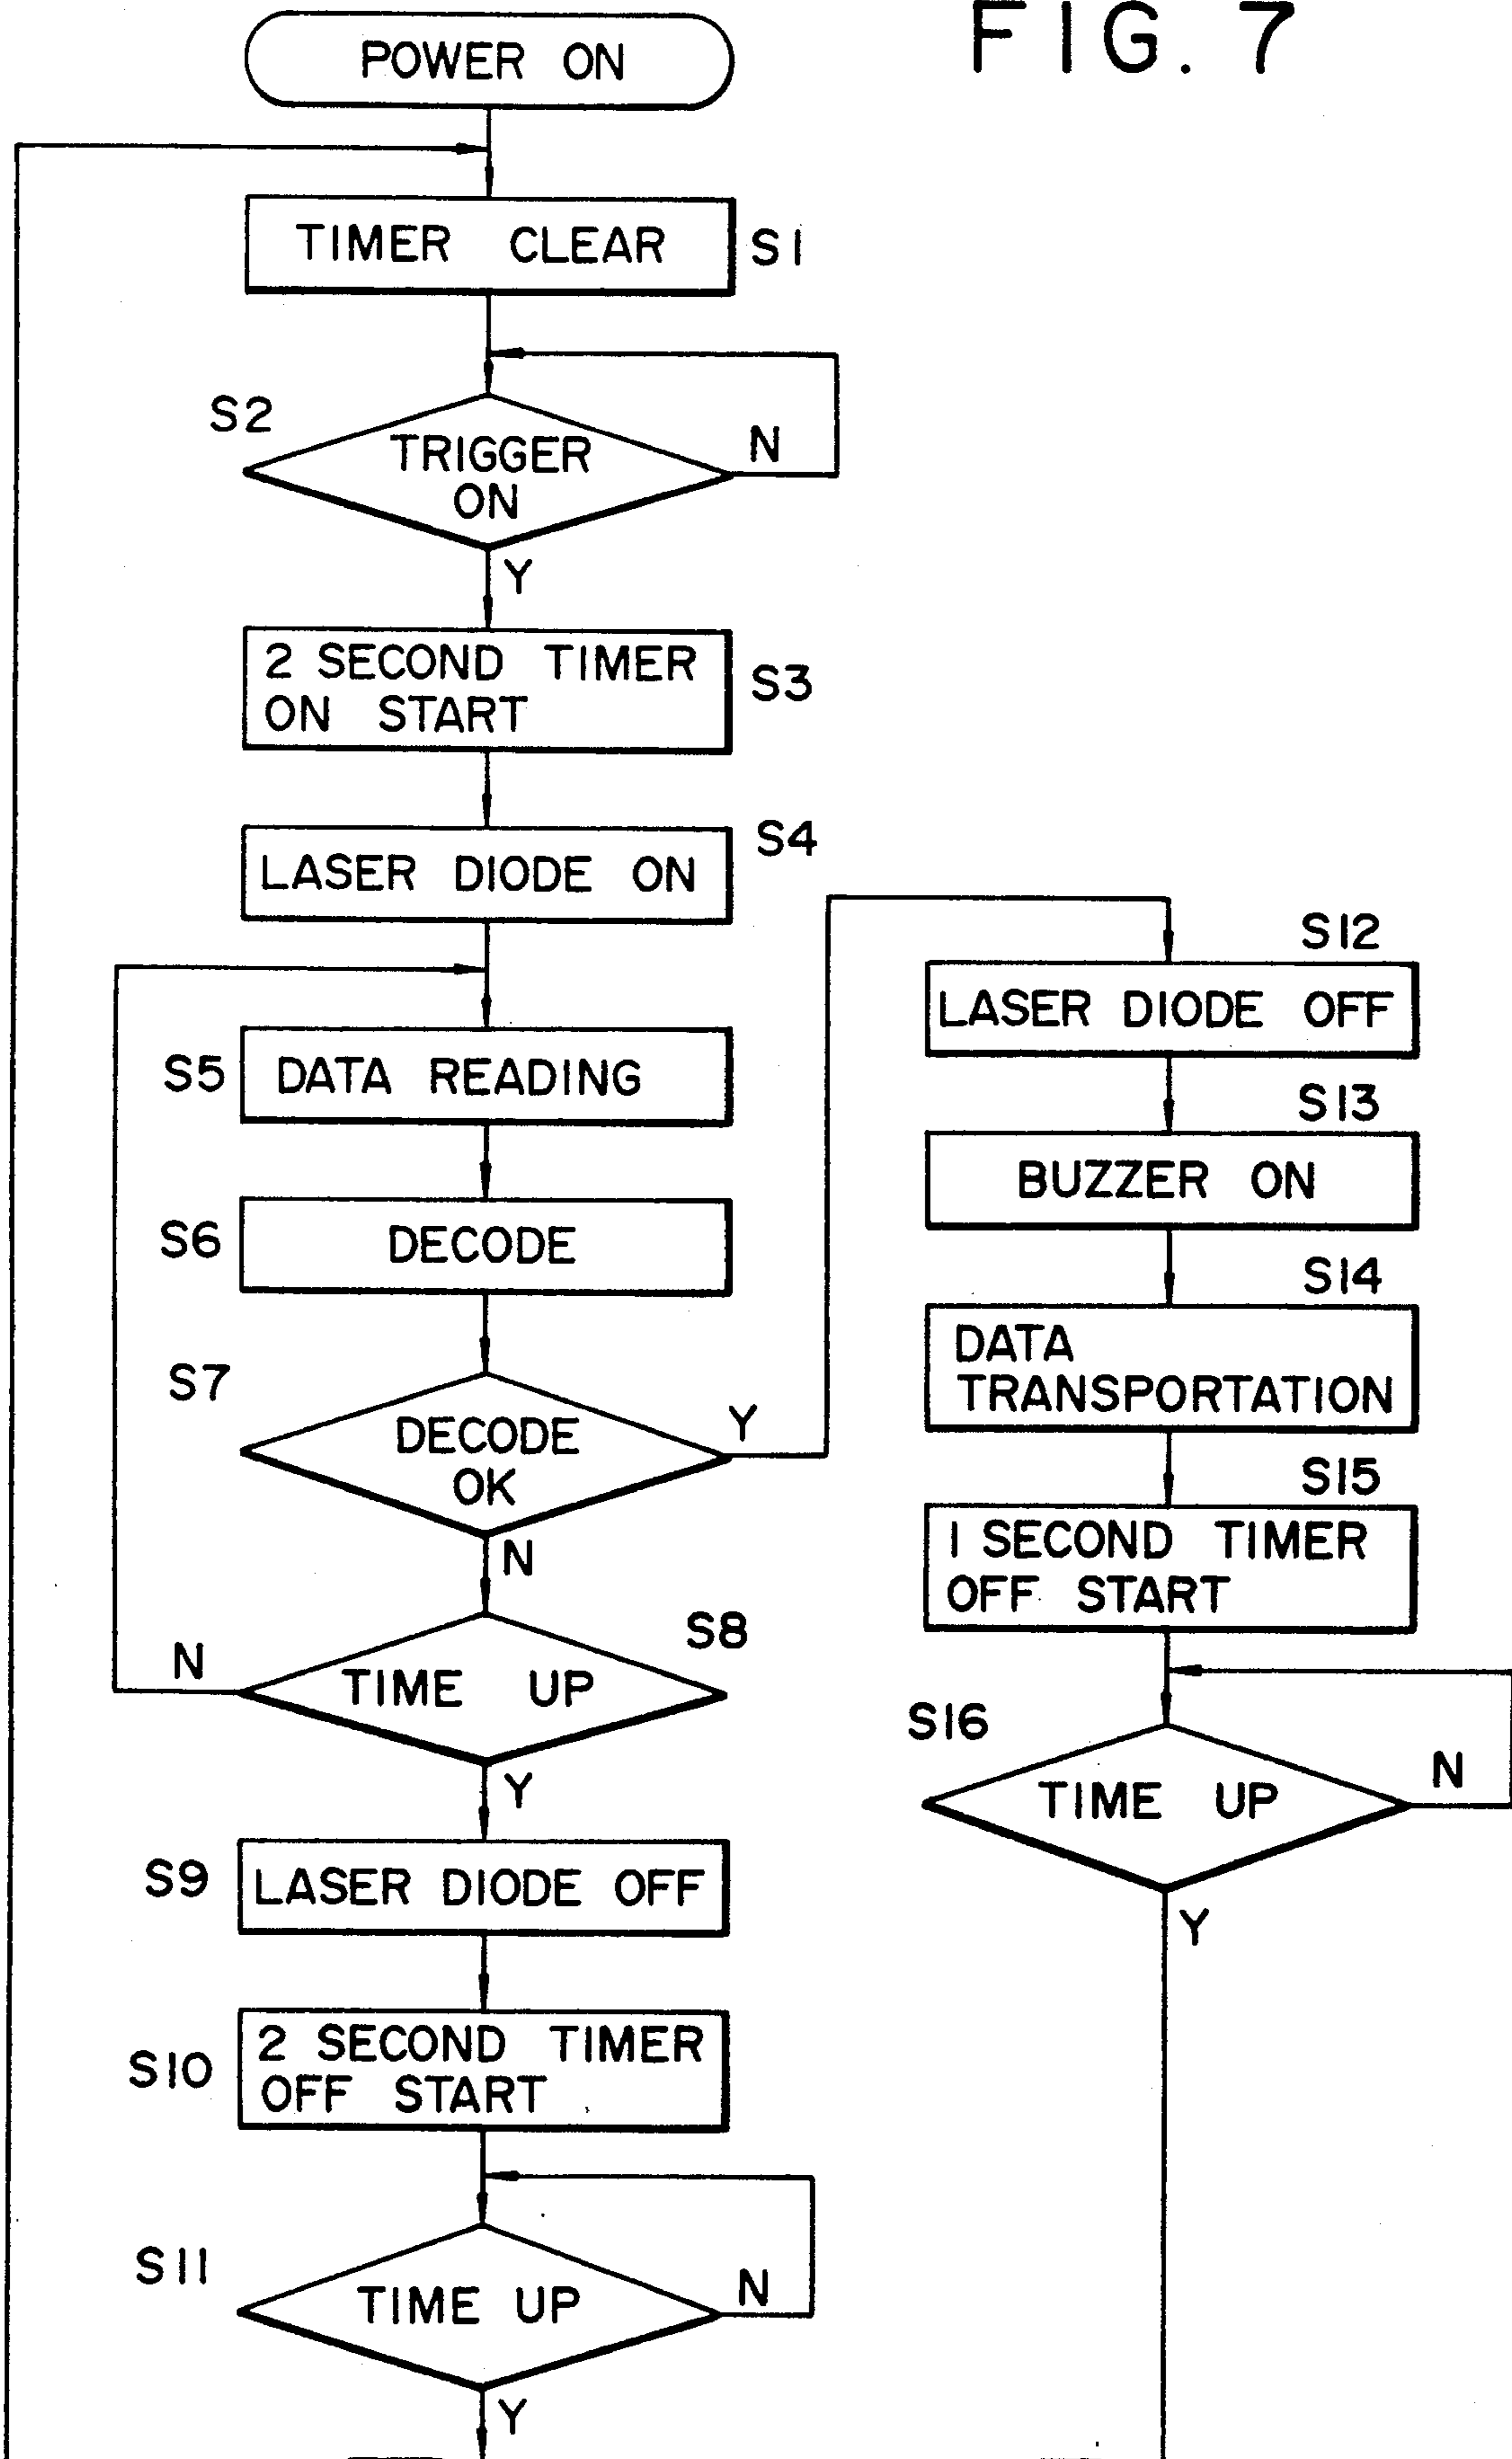 FIG. 7
POWER ON
TIMER CLEAR
S1
S2
TRIGGER
ON
N
Y
2 SECOND TIMER
ON START
S3
LASER DIODE ON
S4
S5
DATA READING
S6
DECODE
S7
DECODE
OK
Y
N
S8
TIME UP
N
Y
S9
LASER DIODE OFF
S10
2 SECOND TIMER
OFF START
S11
TIME UP
N
Y
S12
LASER DIODE OFF
S13
BUZZER ON
S14
DATA
TRANSPORTATION
S15
1 SECOND TIMER
OFF START
S16
TIME UP
N
Y